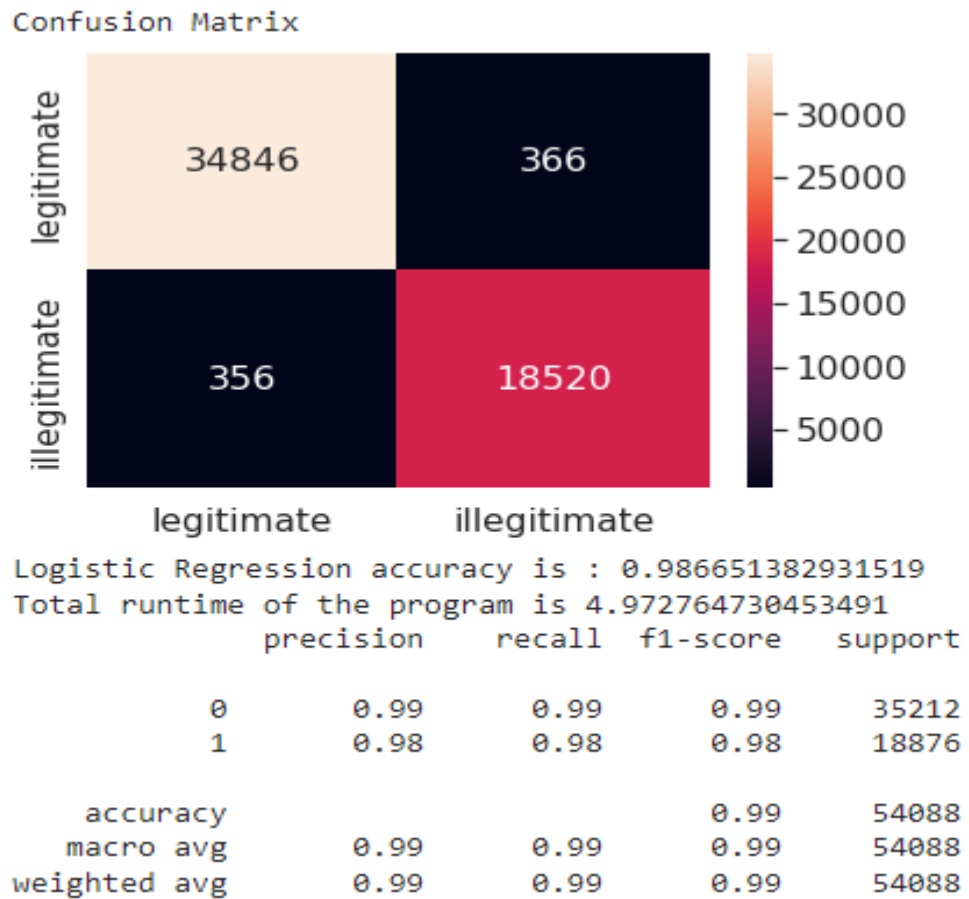 Confusion Matrix
legitimate
34846 366
illegitimate
356 18520
legitimate illegitimate
30000
25000
20000
15000
10000
5000
Logistic Regression accuracy is : 0.986651382931519
Total runtime of the program is 4.972764730453491
precision recall f1-score support
0 0.99 0.99 0.99 35212
1 0.98 0.98 0.98 18876
accuracy 0.99 54088
macro avg 0.99 0.99 0.99 54088
weighted avg 0.99 0.99 0.99 54088